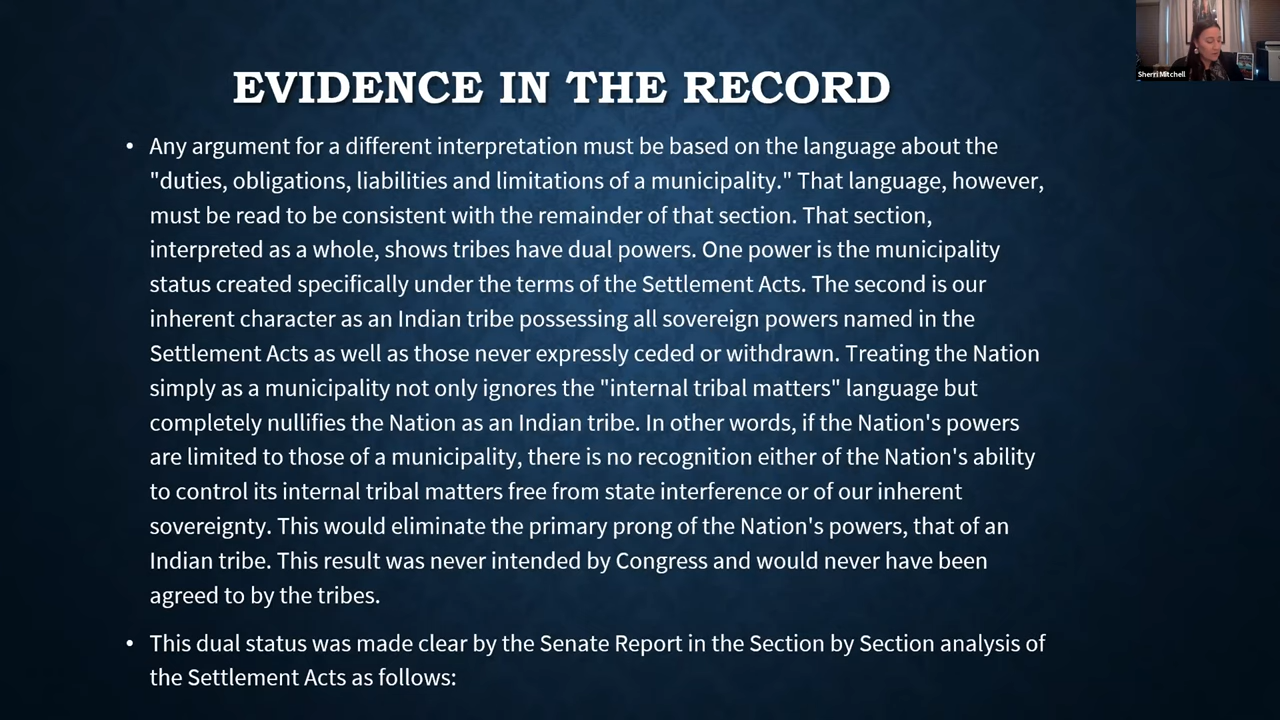 Sherri Mitchell
EVIDENCE IN THE RECORD
• Any argument for a different interpretation must be based on the language about the
"duties, obligations, liabilities and limitations of a municipality." That language, however,
must be read to be consistent with the remainder of that section. That section,
interpreted as a whole, shows tribes have dual powers. One power is the municipality
status created specifically under the terms of the Settlement Acts. The second is our
inherent character as an Indian tribe possessing all sovereign powers named in the
Settlement Acts as well as those never expressly ceded or withdrawn. Treating the Nation
simply as a municipality not only ignores the "internal tribal matters" language but
completely nullifies the Nation as an Indian tribe. In other words, if the Nation's powers
are limited to those of a municipality, there is no recognition either of the Nation's ability
to control its internal tribal matters free from state interference or of our inherent
sovereignty. This would eliminate the primary prong of the Nation's powers, that of an
Indian tribe. This result was never intended by Congress and would never have been
agreed to by the tribes.
• This dual status was made clear by the Senate Report in the Section by Section analysis of
the Settlement Acts as follows: